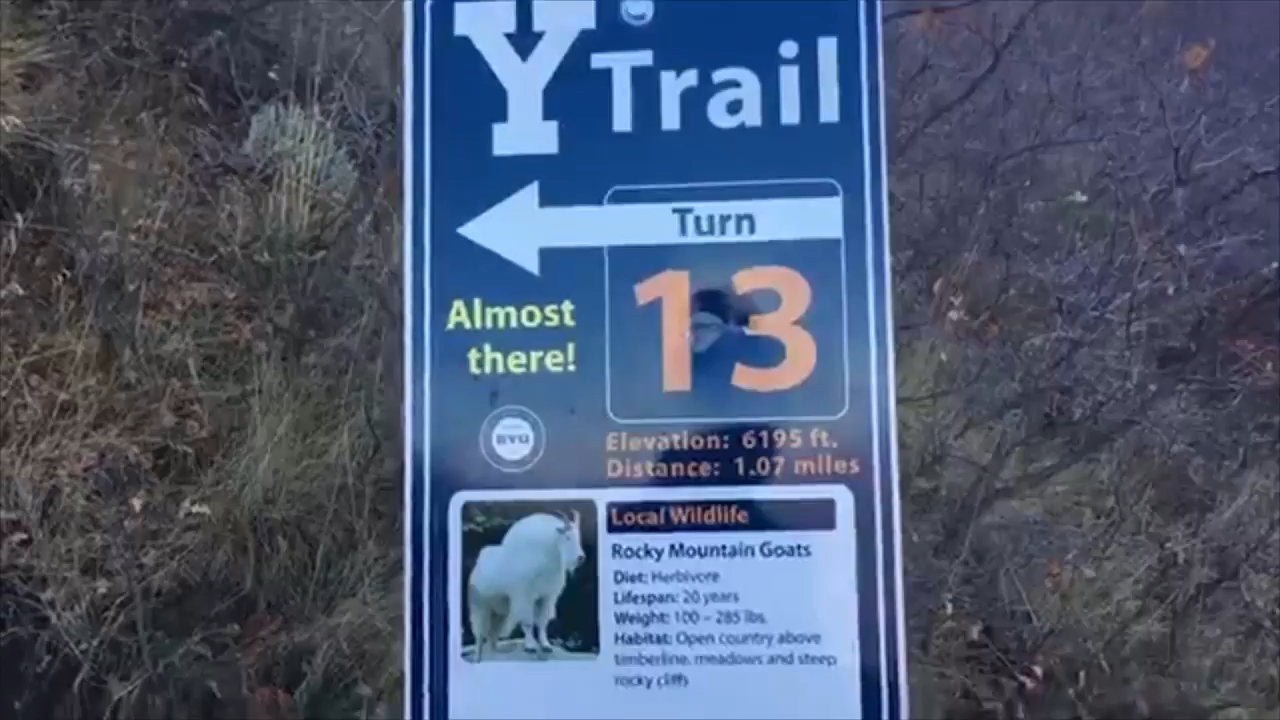 Y Trail
Turn
13
Almost
there!
BYU
Elevation: 6195 ft.
Distance: 1.07 miles
Local Wildlife
Rocky Mountain Goats
Diet: Herbivore
Lifespan: 20 years
Weight: 100 – 285 lbs.
Habitat: Open country above
timberline, meadows and steep
rocky cliffs